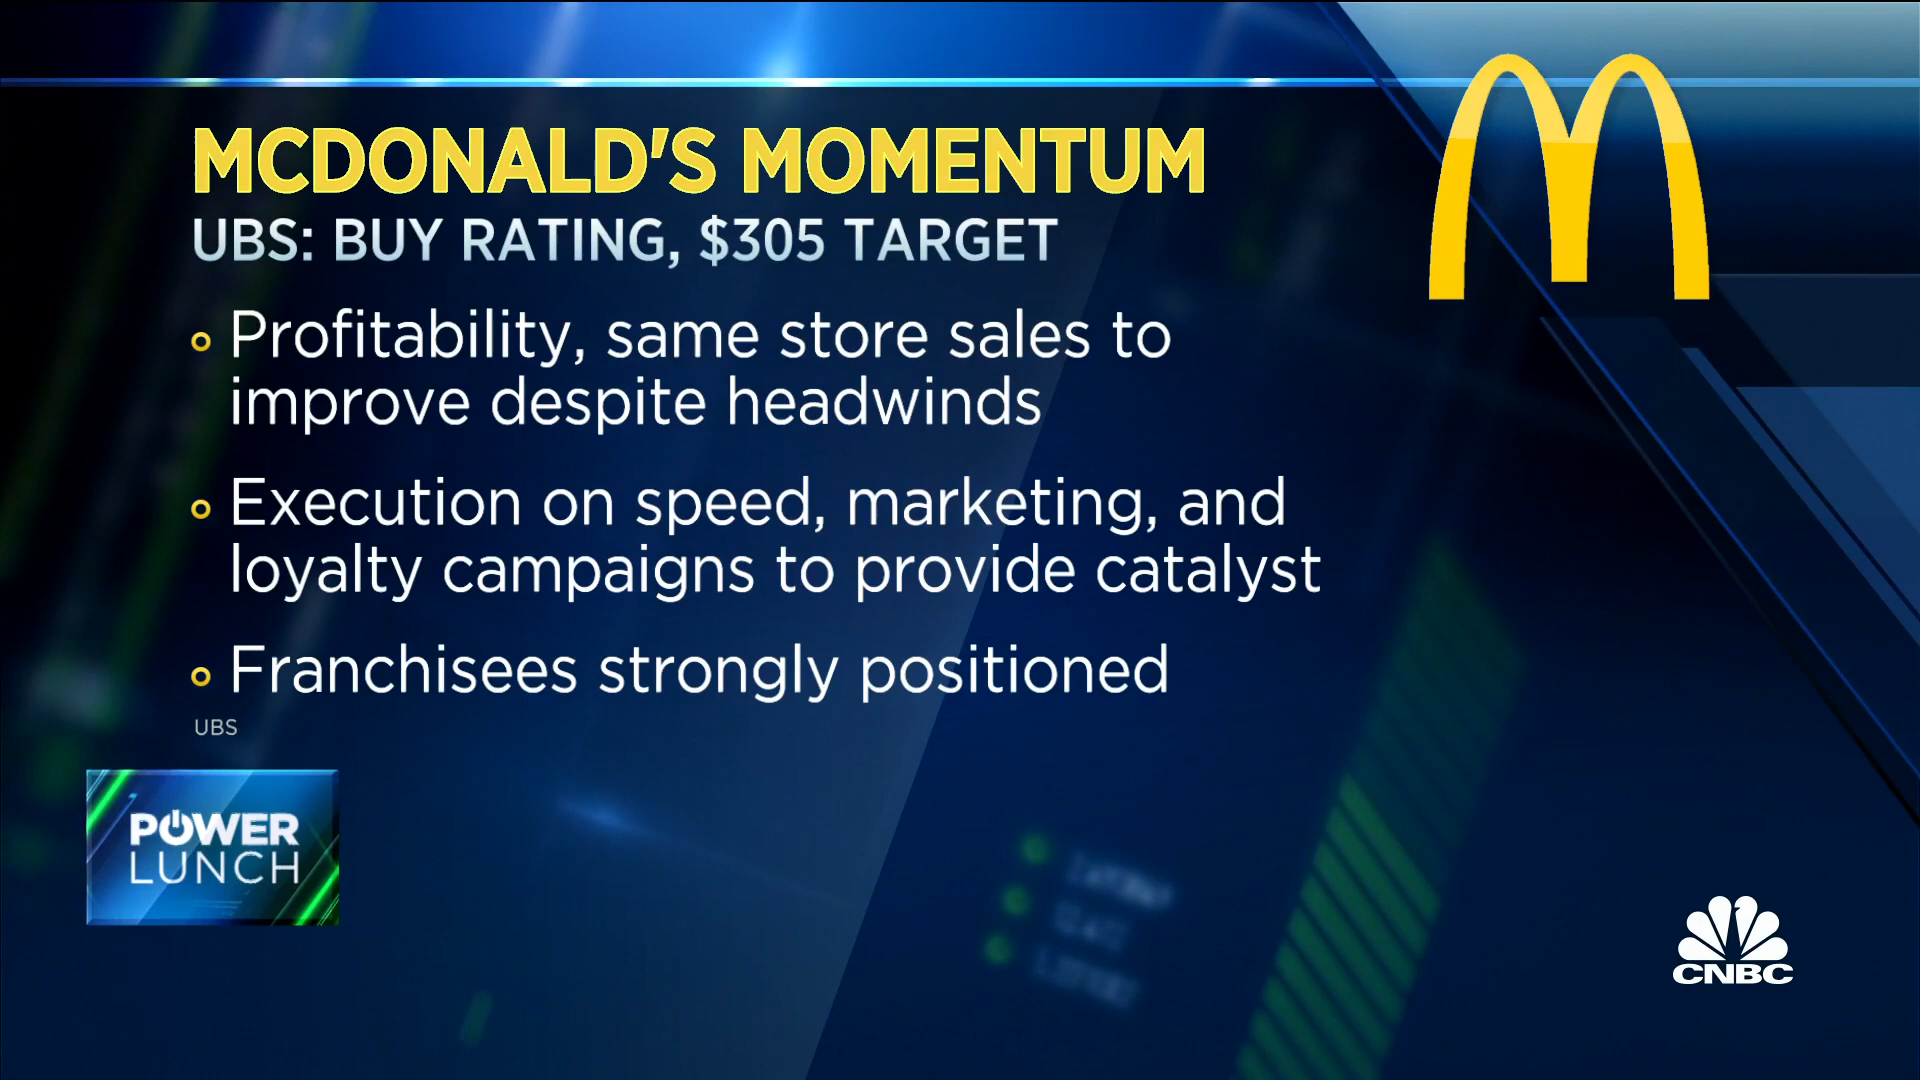 MCDONALD'S MOMENTUM
UBS: BUY RATING, $305 TARGET
Profitability, same store sales to
improve despite headwinds
Execution on speed, marketing, and
loyalty campaigns to provide catalyst
Franchisees strongly positioned
UBS
POWER
LUNCH
CNBC